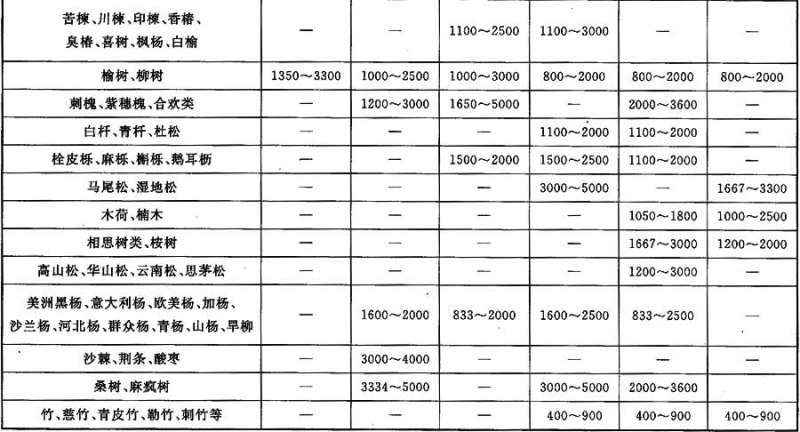 苦楝、川楝、印楝、香椿、
臭椿、喜树、枫杨、白榆 — — 1100～2500 1100～3000 — —
榆树、柳树 1350～3300 1000～2500 1000～3000 800～2000 800～2000 800～2000
刺槐、紫穗槐、合欢类 — 1200～3000 1650～5000 — 2000～3600 —
白杆、青杆、杜松 — — — 1100～2000 1100～2000 —
栓皮栎、麻栎、槲栎、鹅耳枥 — — 1500～2000 1500～2500 1100～2000 —
马尾松、湿地松 — — — 3000～5000 — 1667～3300
木荷、楠木 — — — — 1050～1800 1000～2500
相思树类、桉树 — — — — 1667～3000 1200～2000
高山松、华山松、云南松、思茅松 — — — — 1200～3000 —
美洲黑杨、意大利杨、欧美杨、加杨、
沙兰杨、河北杨、群众杨、青杨、山杨、旱柳 — 1600～2000 833～2000 1600～2500 833～2500 —
沙棘、荆条、酸枣 — 3000～4000 — — — —
桑树、麻疯树 — 3334～5000 — 3000～5000 2000～3600 —
竹、慈竹、青皮竹、勒竹、刺竹等 — — — 400～900 400～900 400～900